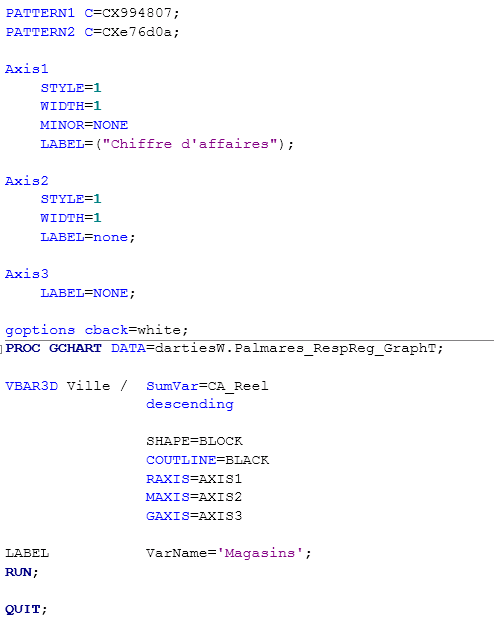 PATTERN1 C=CX994807;
PATTERN2 C=CXe76d0a;
Axis1
STYLE=1
WIDTH=1
MINOR=NONE
LABEL=("Chiffre d'affaires");
Axis2
STYLE=1
WIDTH=1
LABEL=none;
Axis3
LABEL=NONE;
goptions cback=white;
PROC GCHART DATA=dartiesW.Palmares_RespReg_GraphT;
VBAR3D Ville / SumVar=CA_Reel
descending
SHAPE=BLOCK
COUTLINE=BLACK
RAXIS=AXIS1
MAXIS=AXIS2
GAXIS=AXIS3
LABEL VarName='Magasins';
RUN;
QUIT;